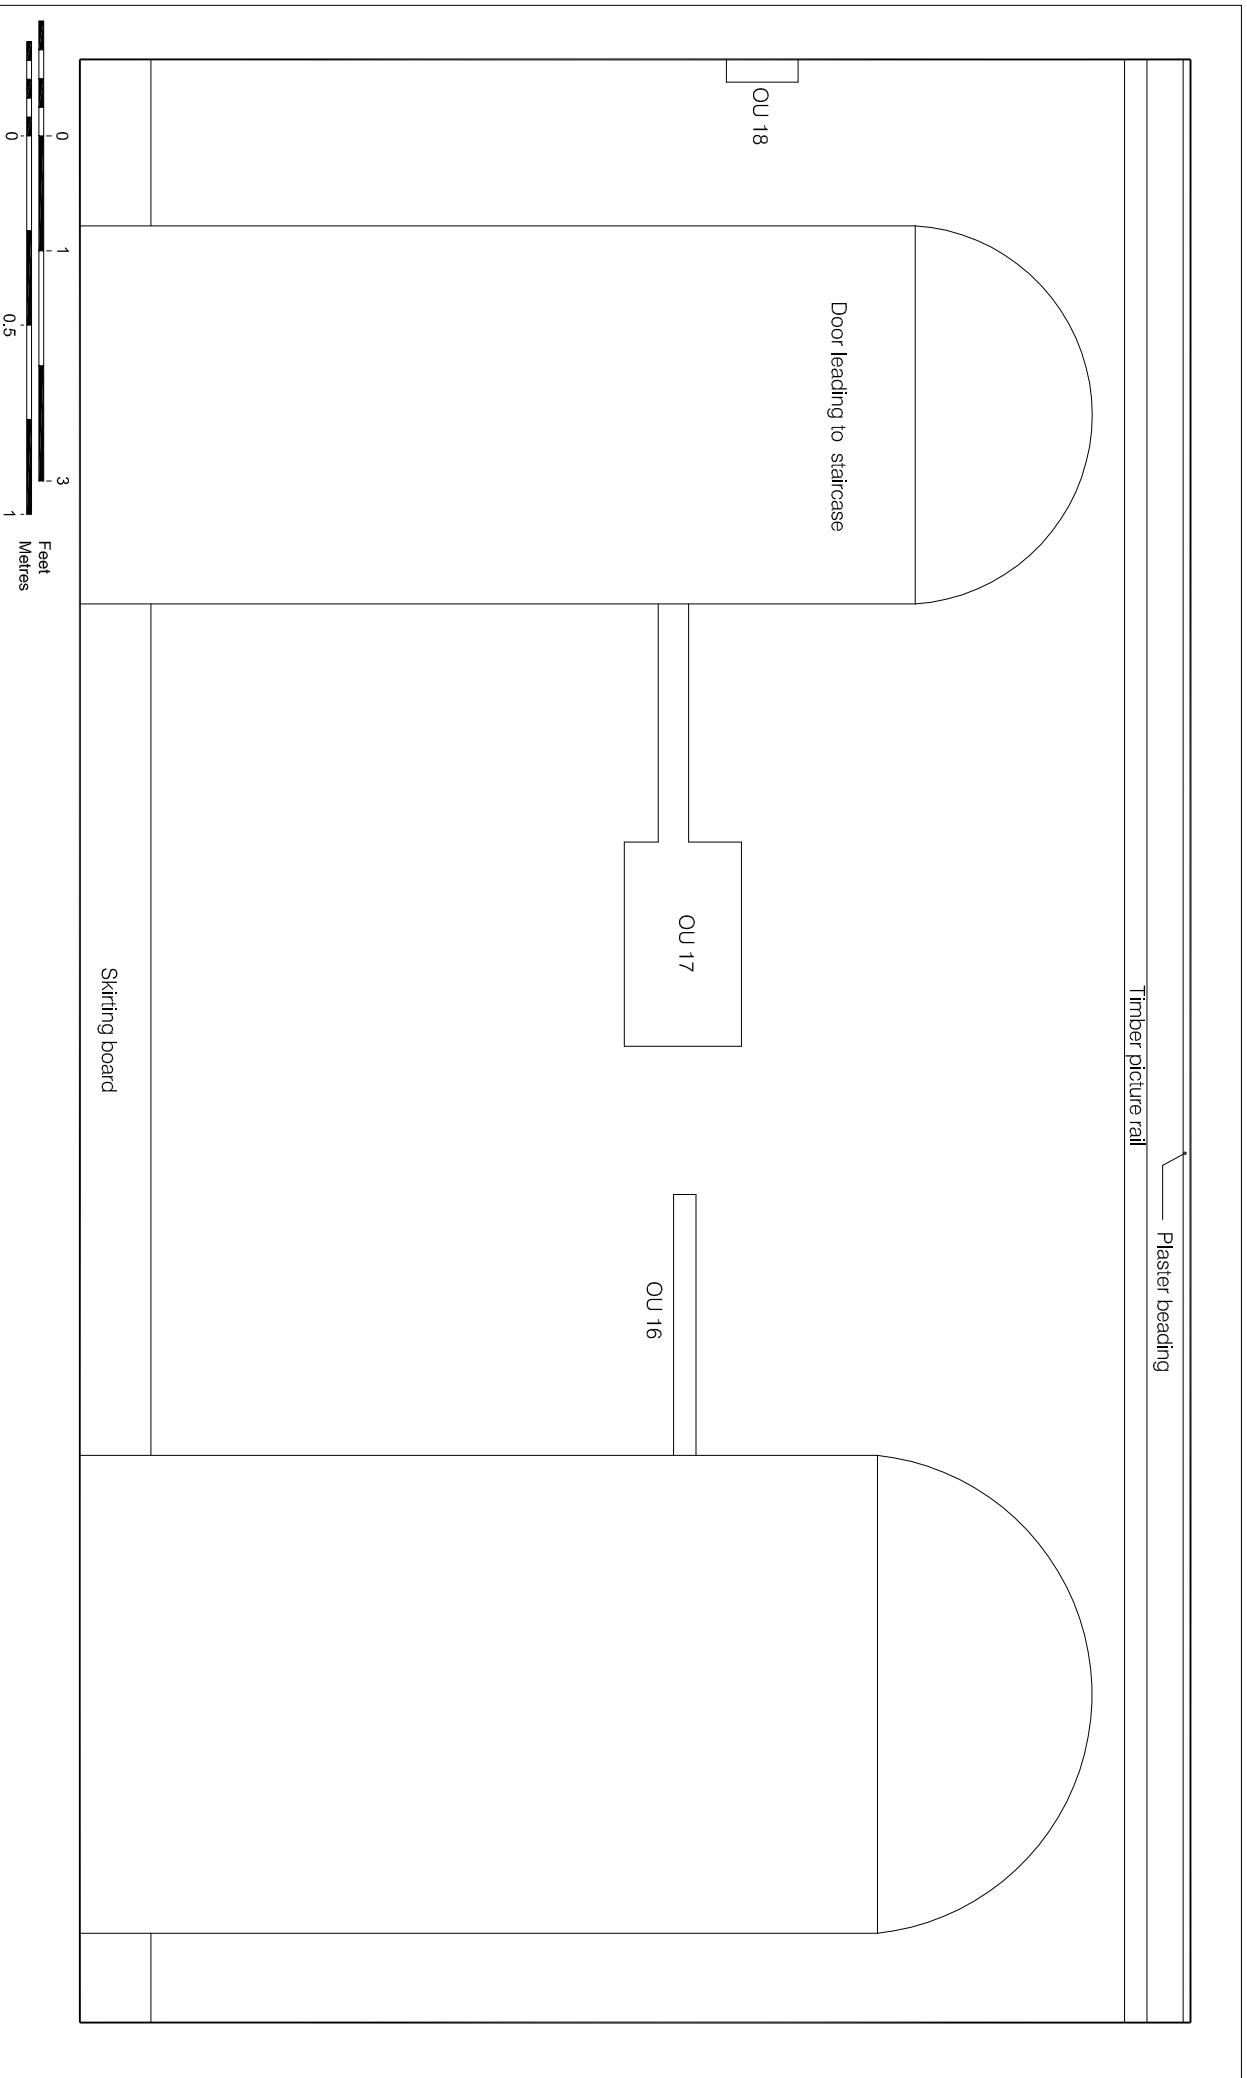 Plaster beading
Timber picture rail
Door leading to staircase
OU 18
OU 17
OU 16
Skirting board
0 1 3 Feet
0 0.5 1 Metres